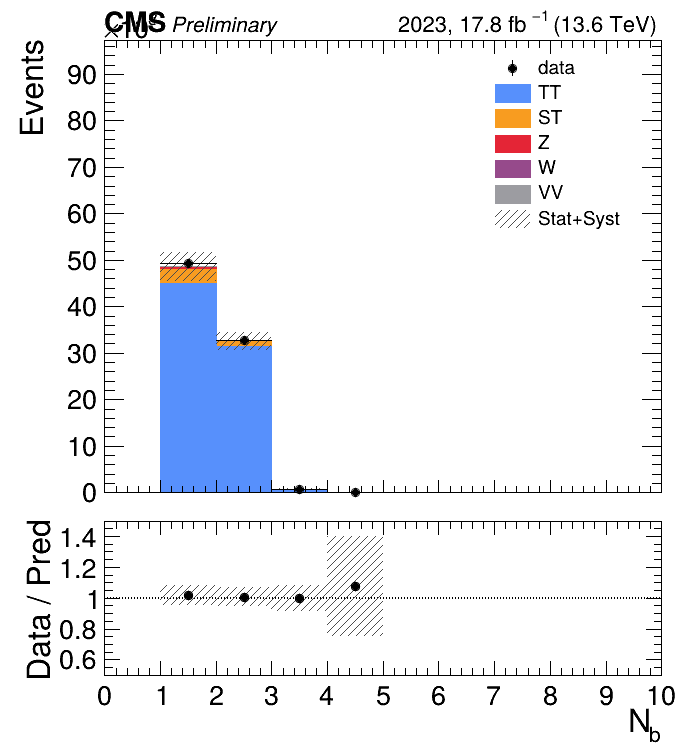 CMS Preliminary 2023, 17.8 fb⁻¹ (13.6 TeV)
Events
90
80
70
60
50
40
30
20
10
0
data
TT
ST
Z
W
VV
Stat+Syst
Data / Pred
1.4
1.2
1
0.8
0.6
0 1 2 3 4 5 6 7 8 9 10
N_b